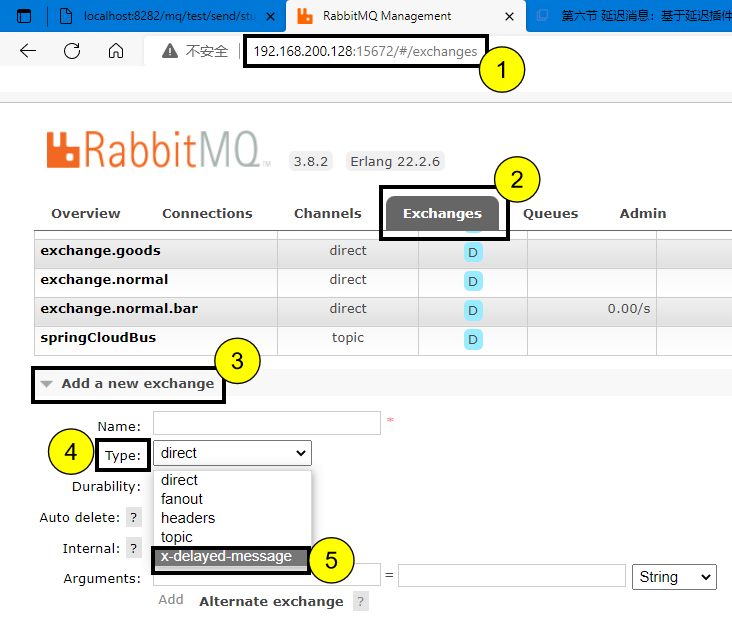 localhost:8282/mq/test/send/stu
RabbitMQ Management
第六节 延迟消息：基于延迟插件
不安全
192.168.200.128:15672/#/exchanges
1
RabbitMQ TM
3.8.2
Erlang 22.2.6
2
Overview Connections Channels Exchanges Queues Admin
exchange.goods direct D
exchange.normal direct D
exchange.normal.bar direct D 0.00/s
springCloudBus topic D
Add a new exchange
3
Name: *
4
Type: direct
Durability: direct
fanout
Auto delete: ? headers
topic
Internal: ? x-delayed-message
5
Arguments: = String
Add Alternate exchange ?